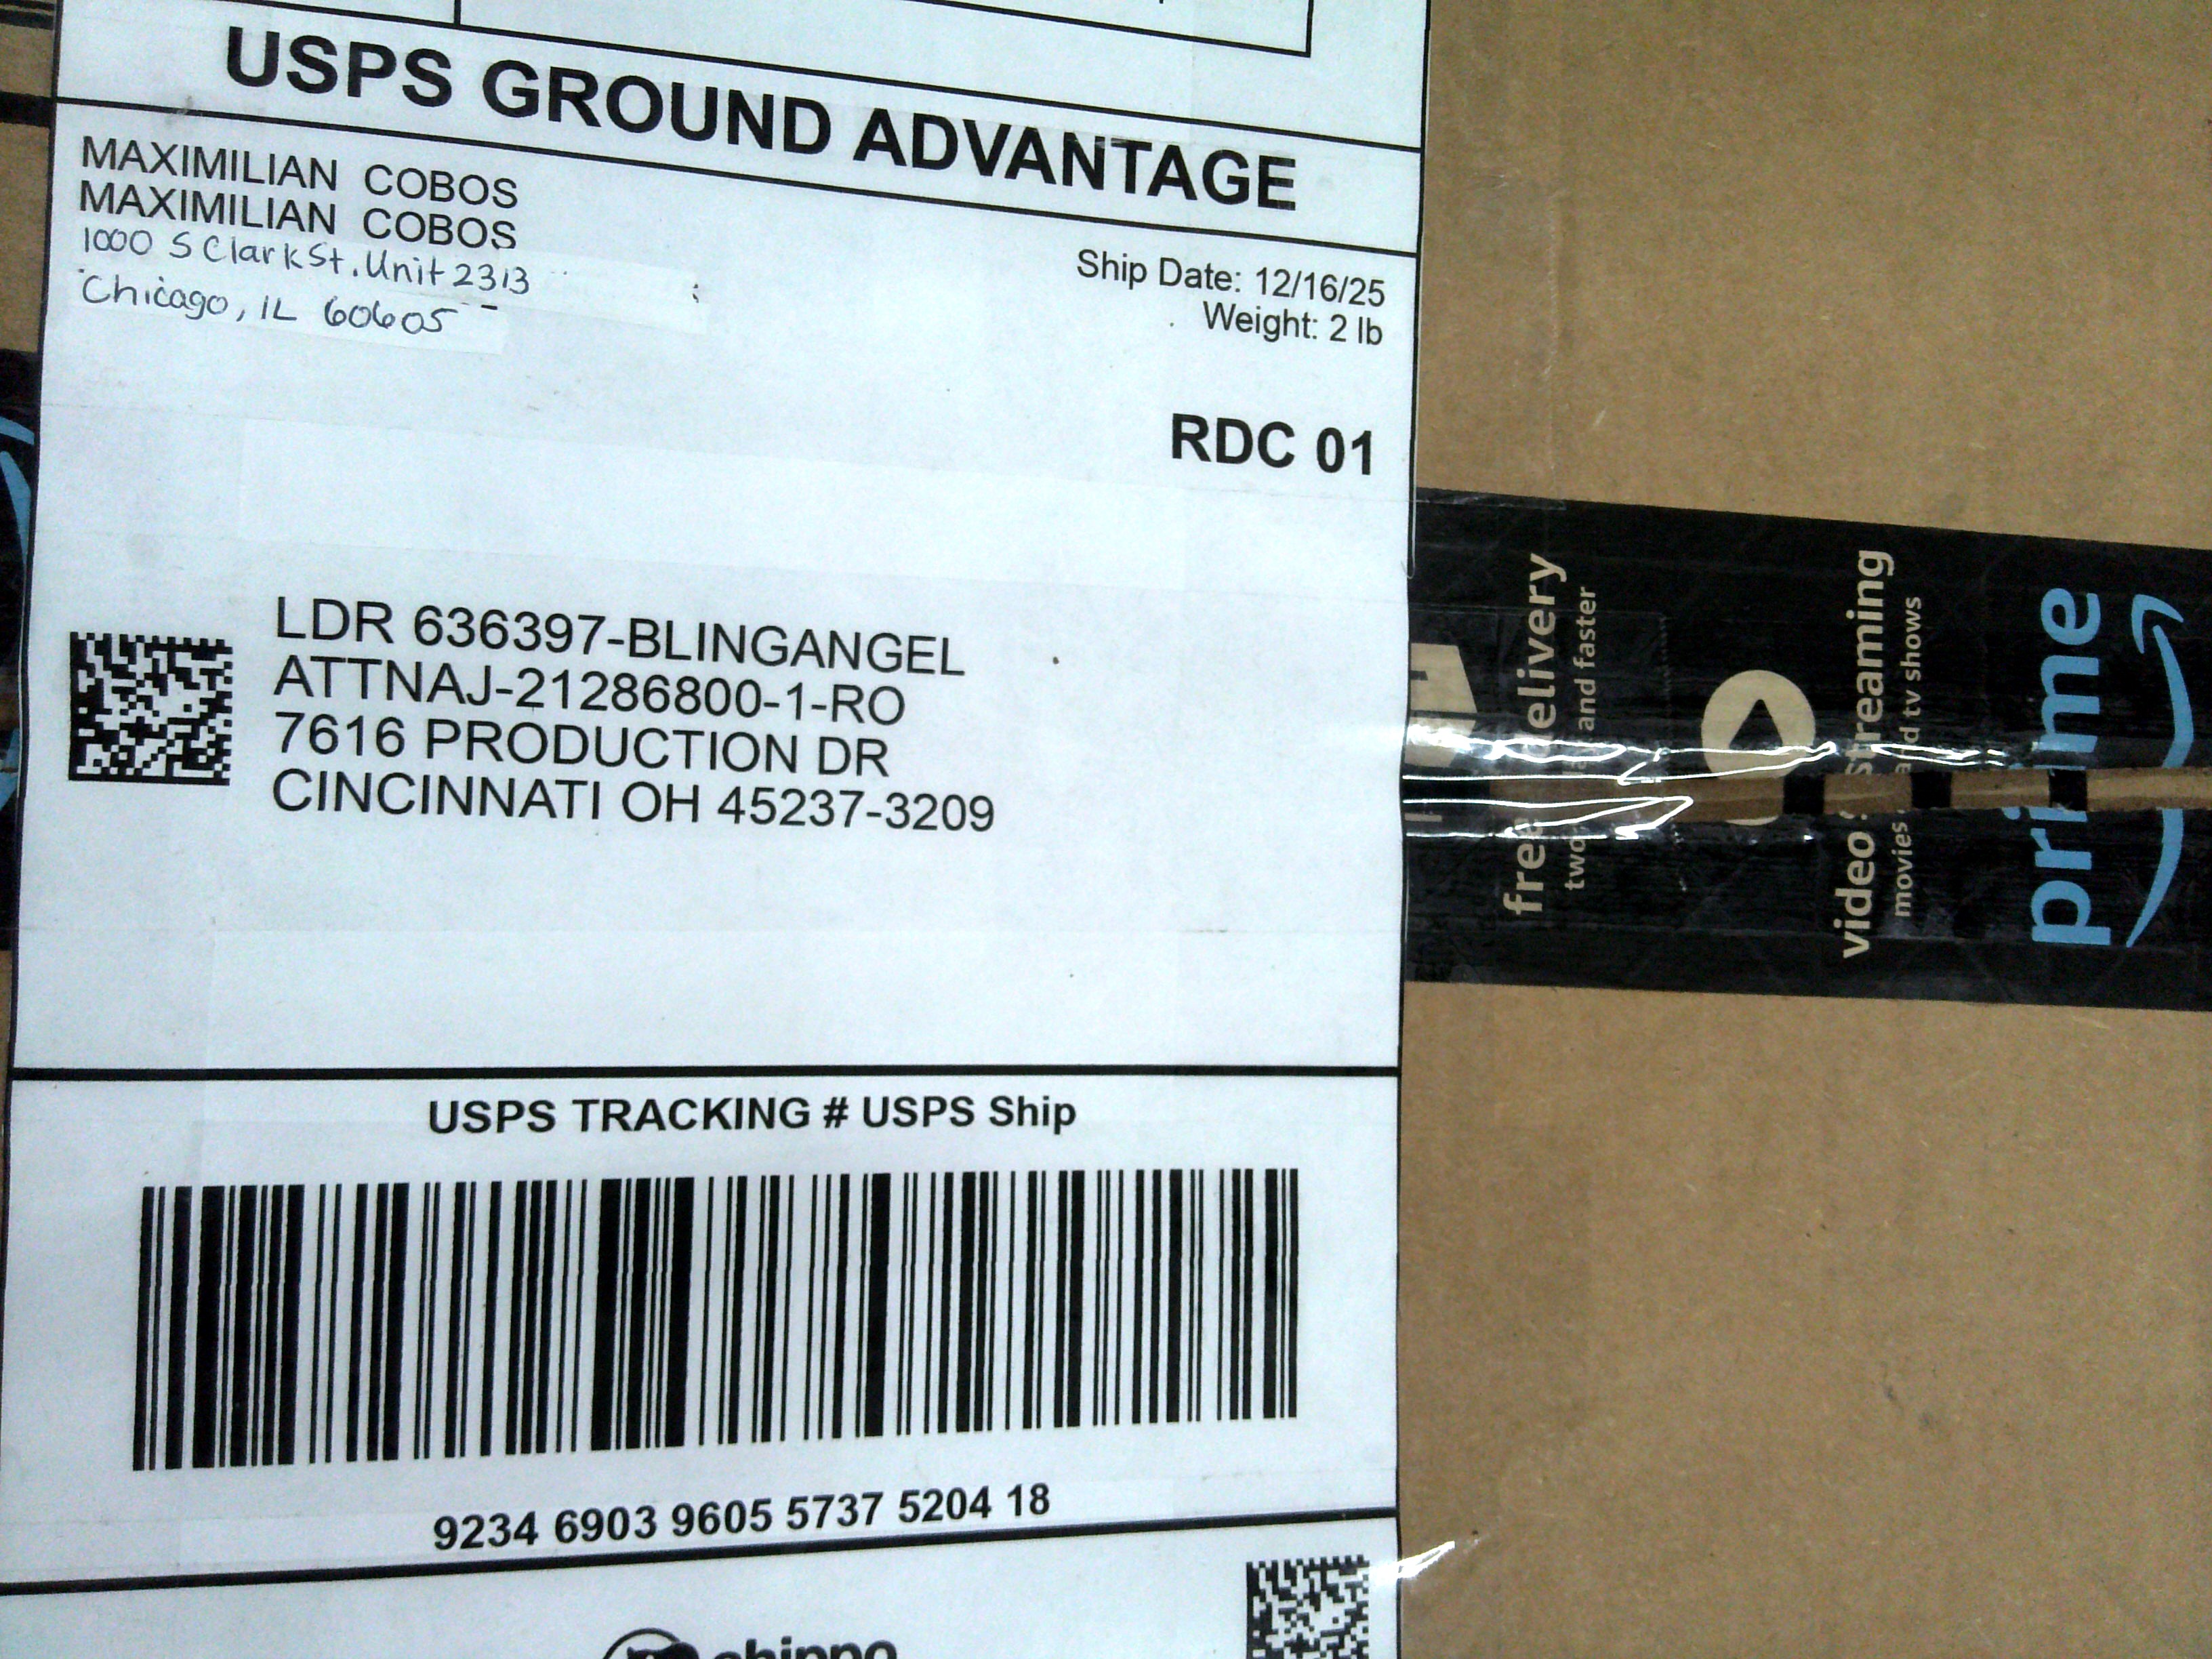 USPS GROUND ADVANTAGE
MAXIMILIAN COBOS
MAXIMILIAN COBOS
1000 S Clark St. Unit 2313
Chicago, IL 60605
Ship Date: 12/16/25
Weight: 2 lb
RDC 01
LDR 636397-BLINGANGEL
ATTNAJ-21286800-1-RO
7616 PRODUCTION DR
CINCINNATI OH 45237-3209
USPS TRACKING # USPS Ship
9234 6903 9605 5737 5204 18
free delivery
and faster
video streaming
movies and tv shows
prime